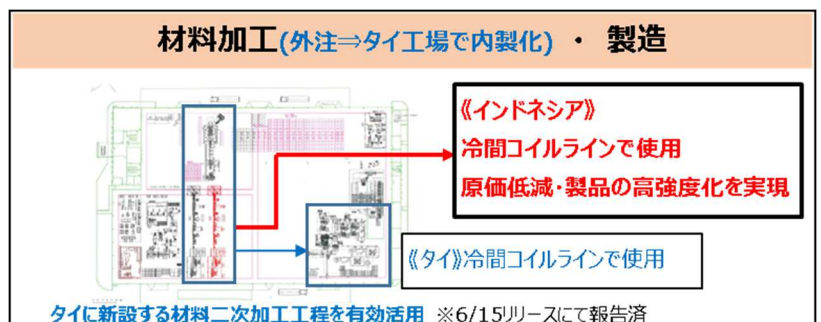 材料加工(外注⇒タイ工場で内製化)・ 製造
《インドネシア》
冷間コイルラインで使用
原価低減・製品の高強度化を実現
《タイ》冷間コイルラインで使用
タイに新設する材料二次加工工程を有効活用 ※6/15リリースにて報告済